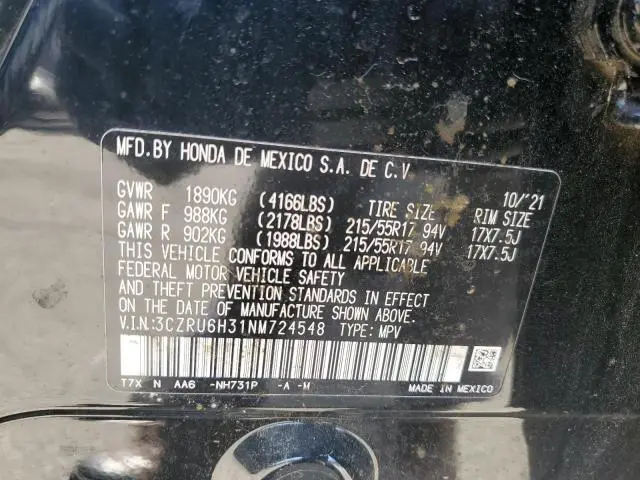 MFD.BY HONDA DE MEXICO S.A. DE C.V
10/'21
GVWR 1890KG (4166LBS) TIRE SIZE RIM SIZE
GAWR F 988KG (2178LBS) 215/55R17 94V 17X7.5J
GAWR R 902KG (1988LBS) 215/55R17 94V 17X7.5J
THIS VEHICLE CONFORMS TO ALL APPLICABLE
FEDERAL MOTOR VEHICLE SAFETY
AND THEFT PREVENTION STANDARDS IN EFFECT
ON THE DATE OF MANUFACTURE SHOWN ABOVE.
V.I.N.:3CZRU6H31NM724548 TYPE: MPV
T7X N AA6 -NH731P -A -M MADE IN MEXICO